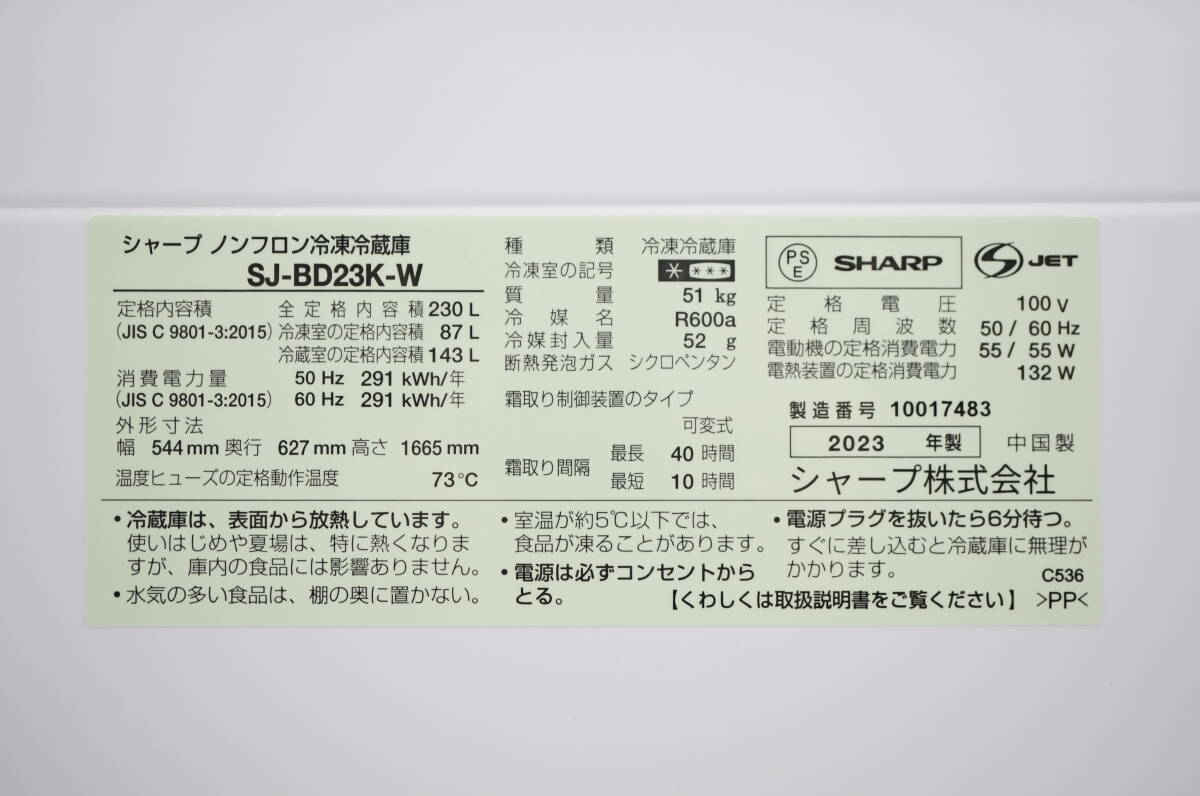 シャープ ノンフロン冷凍冷蔵庫
SJ-BD23K-W
定格内容積 全定格内容積 230 L
(JIS C 9801-3:2015) 冷凍室の定格内容積 87 L
冷蔵室の定格内容積 143 L
消費電力量 50 Hz 291 kWh/年
(JIS C 9801-3:2015) 60 Hz 291 kWh/年
外形寸法
幅 544 mm 奥行 627 mm 高さ 1665 mm
温度ヒューズの定格動作温度 73℃
種類 冷凍冷蔵庫
冷凍室の記号 * ***
質量 51 kg
冷媒名 R600a
冷媒封入量 52 g
断熱発泡ガス シクロペンタン
霜取り制御装置のタイプ
可変式
霜取り間隔 最長 40 時間
最短 10 時間
PS E SHARP S JET
定格電圧 100 V
定格周波数 50 / 60 Hz
電動機の定格消費電力 55 / 55 W
電熱装置の定格消費電力 132 W
製造番号 10017483
2023 年製 中国製
シャープ株式会社
・冷蔵庫は、表面から放熱しています。
使いはじめや夏場は、特に熱くなりま
すが、庫内の食品には影響ありません。
・水気の多い食品は、棚の奥に置かない。
・室温が約5℃以下では、
食品が凍ることがあります。
・電源は必ずコンセントから
とる。
・電源プラグを抜いたら6分待つ。
すぐに差し込むと冷蔵庫に無理が
かかります。 C536
【くわしくは取扱説明書をご覧ください】 >PP<